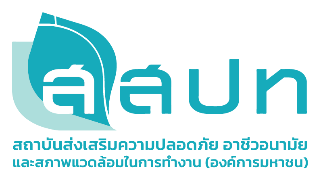 สสปท
สถาบันส่งเสริมความปลอดภัย อาชีวอนามัย
และสภาพแวดล้อมในการทำงาน (องค์การมหาชน)